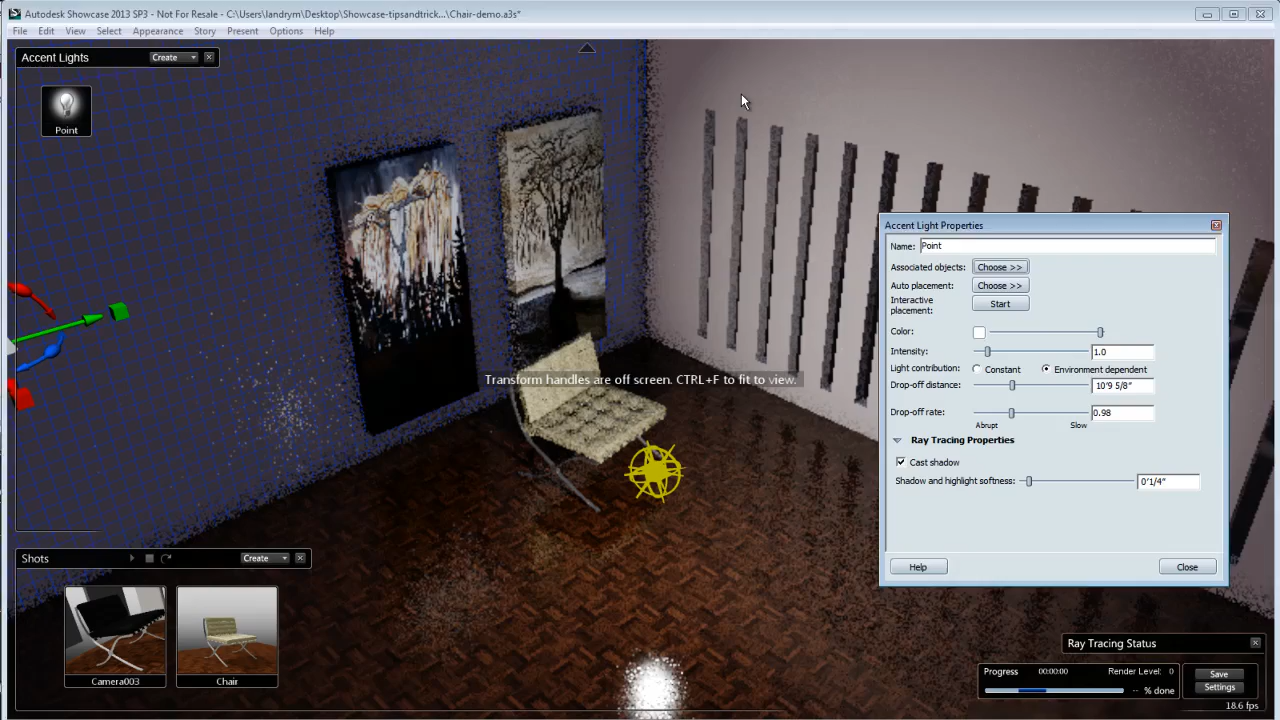 Autodesk Showcase 2013 SP3 - Not For Resale - C:\Users\landrym\Desktop\Showcase-tipsandtrick...\Chair-demo.a3s*
File Edit View Select Appearance Story Present Options Help
Accent Lights Create
Point
Accent Light Properties
Name: Point
Associated objects: Choose >>
Auto placement: Choose >>
Interactive placement: Start
Color:
Intensity: 1.0
Light contribution: Constant Environment dependent
Drop-off distance: 10'9 5/8"
Drop-off rate: 0.98
Abrupt Slow
Ray Tracing Properties
Cast shadow
Shadow and highlight softness: 0'1/4"
Help Close
Transform handles are off screen. CTRL+F to fit to view.
Shots Create
Camera003 Chair
Ray Tracing Status
Progress 00:00:00 Render Level: 0
-- % done
Save
Settings
18.6 fps